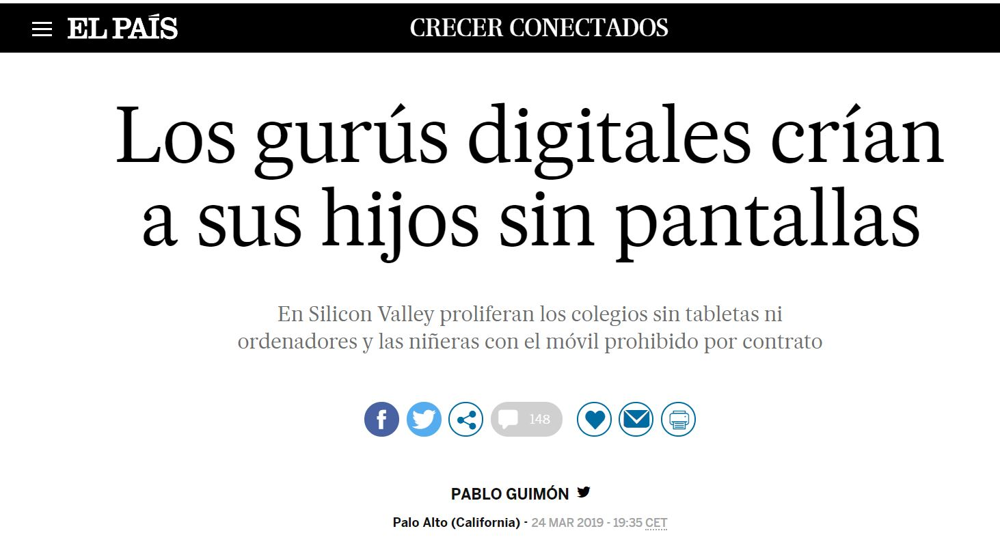 EL PAÍS
CRECER CONECTADOS
Los gurús digitales crían
a sus hijos sin pantallas
En Silicon Valley proliferan los colegios sin tabletas ni
ordenadores y las niñeras con el móvil prohibido por contrato
148
PABLO GUIMÓN
Palo Alto (California) - 24 MAR 2019 - 19:35 CET